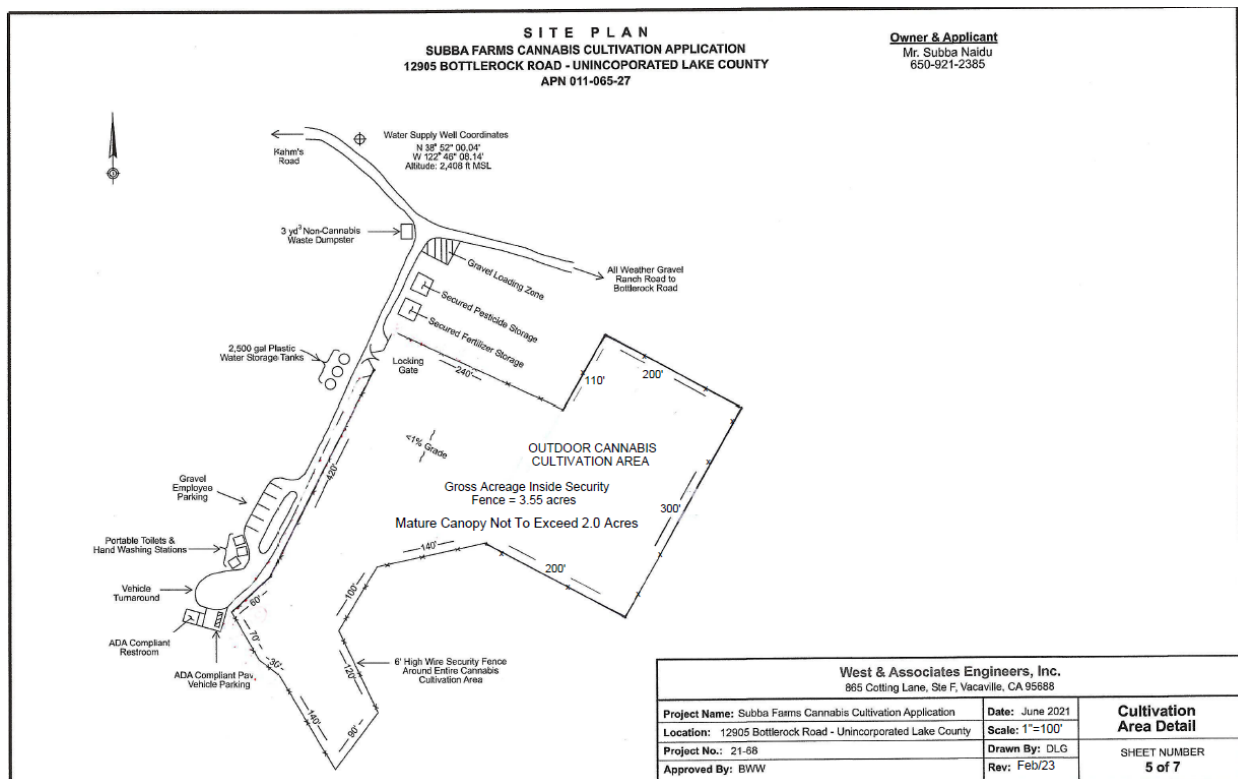 SITE PLAN
SUBBA FARMS CANNABIS CULTIVATION APPLICATION
12905 BOTTLEROCK ROAD - UNINCOPORATED LAKE COUNTY
APN 011-065-27
Owner & Applicant
Mr. Subba Naidu
650-921-2385
Kahm's
Road
Water Supply Well Coordinates
N 38° 52" 00.04'
W 122° 46" 08.14'
Altitude: 2,408 ft MSL
3 yd³ Non-Cannabis
Waste Dumpster
Gravel Loading Zone
All Weather Gravel
Ranch Road to
Bottlerock Road
Secured Pesticide Storage
Secured Fertilizer Storage
2,500 gal Plastic
Water Storage Tanks
Locking
Gate
240'
110'
200'
<1% Grade
OUTDOOR CANNABIS
CULTIVATION AREA
420'
Gross Acreage Inside Security
Fence = 3.55 acres
Mature Canopy Not To Exceed 2.0 Acres
300'
Gravel
Employee
Parking
Portable Toilets &
Hand Washing Stations
140'
200'
Vehicle
Turnaround
100'
60'
ADA Compliant
Restroom
70'
30'
120'
6' High Wire Security Fence
Around Entire Cannabis
Cultivation Area
ADA Compliant Pav.
Vehicle Parking
140'
90'
West & Associates Engineers, Inc.
865 Cotting Lane, Ste F, Vacaville, CA 95688
Project Name: Subba Farms Cannabis Cultivation Application
Date: June 2021
Cultivation
Area Detail
Location: 12905 Bottlerock Road - Unincorporated Lake County
Scale: 1"=100'
Project No.: 21-68
Drawn By: DLG
SHEET NUMBER
5 of 7
Approved By: BWW
Rev: Feb/23